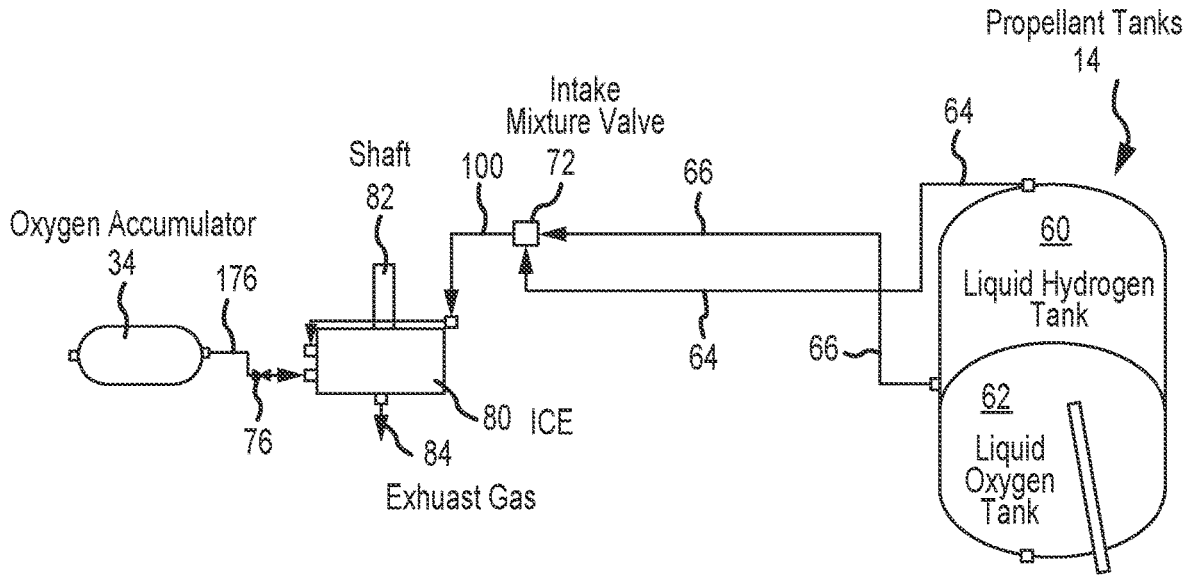 Propellant Tanks
14
64
Intake
Mixture Valve
72
66
100
Shaft
82
Oxygen Accumulator
34
176
60
Liquid Hydrogen
Tank
64
66
76
80 ICE
84
Exhuast Gas
62
Liquid
Oxygen
Tank